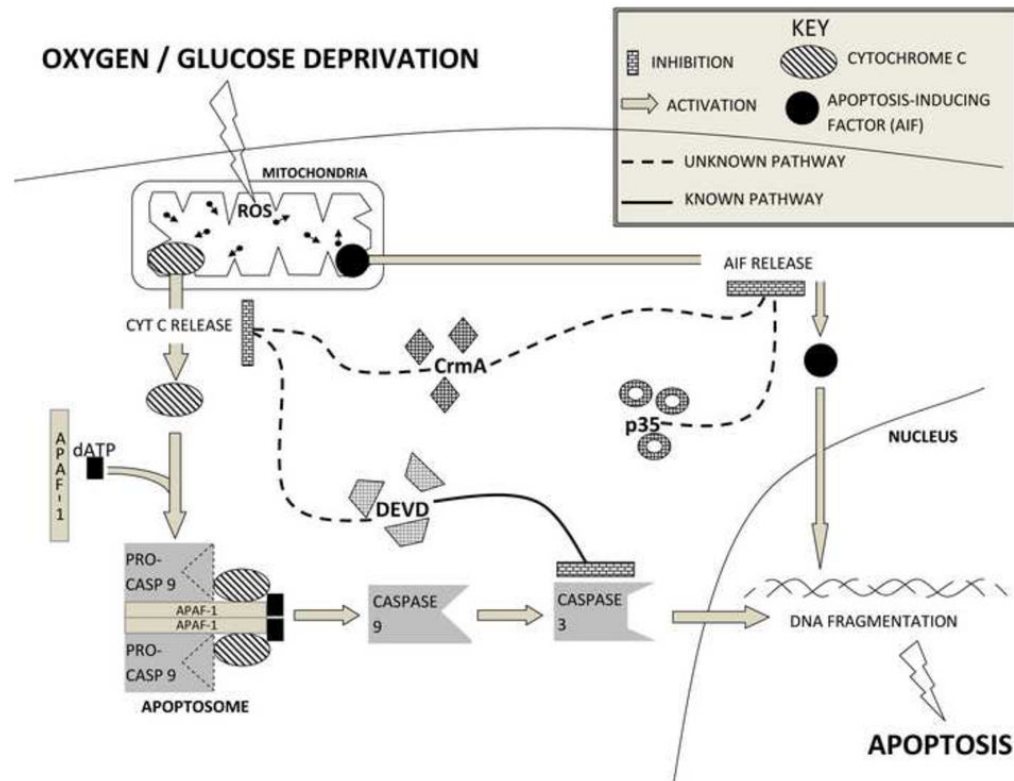 OXYGEN / GLUCOSE DEPRIVATION
KEY
INHIBITION
CYTOCHROME C
ACTIVATION
APOPTOSIS-INDUCING
FACTOR (AIF)
UNKNOWN PATHWAY
KNOWN PATHWAY
MITOCHONDRIA
ROS
AIF RELEASE
CYT C RELEASE
CrmA
p35
NUCLEUS
APAF-1
dATP
DEVD
PRO-
CASP 9
APAF-1
APAF-1
PRO-
CASP 9
APOPTOSOME
CASPASE
9
CASPASE
3
DNA FRAGMENTATION
APOPTOSIS